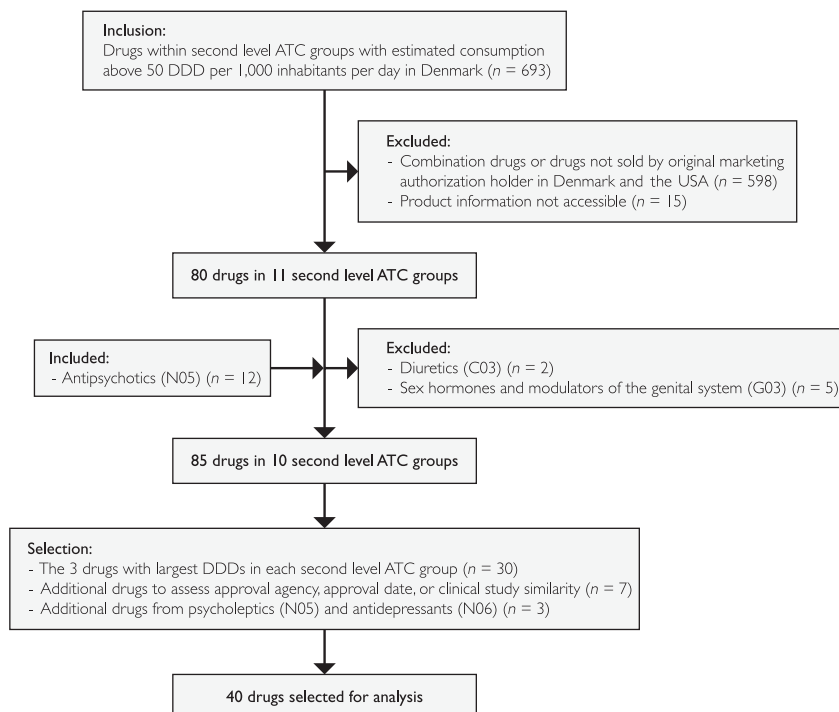 Inclusion:
Drugs within second level ATC groups with estimated consumption
above 50 DDD per 1,000 inhabitants per day in Denmark (n = 693)
Excluded:
- Combination drugs or drugs not sold by original marketing
authorization holder in Denmark and the USA (n = 598)
- Product information not accessible (n = 15)
80 drugs in 11 second level ATC groups
Included:
- Antipsychotics (N05) (n = 12)
Excluded:
- Diuretics (C03) (n = 2)
- Sex hormones and modulators of the genital system (G03) (n = 5)
85 drugs in 10 second level ATC groups
Selection:
- The 3 drugs with largest DDDs in each second level ATC group (n = 30)
- Additional drugs to assess approval agency, approval date, or clinical study similarity (n = 7)
- Additional drugs from psycholeptics (N05) and antidepressants (N06) (n = 3)
40 drugs selected for analysis